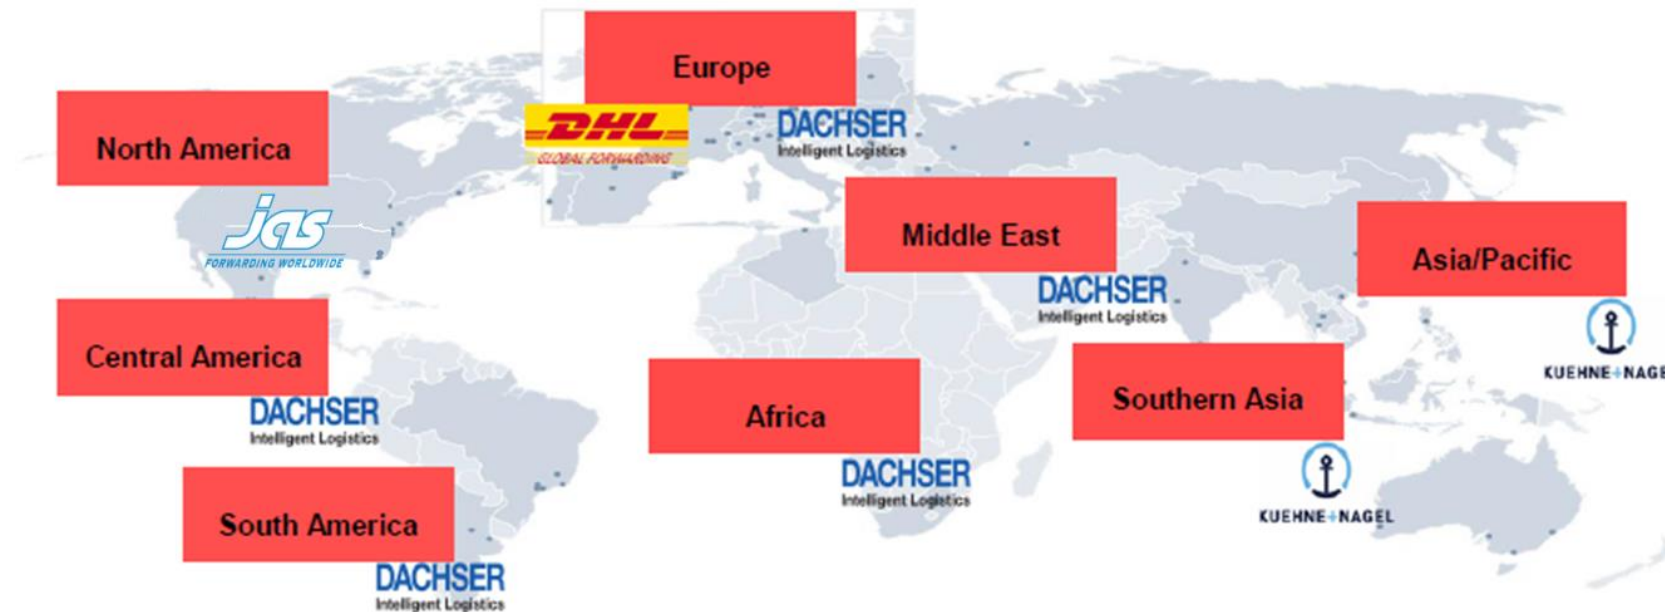 Europe
DHL
GLOBAL FORWARDING
DACHSER
Intelligent Logistics
North America
jas
FORWARDING WORLDWIDE
Middle East
DACHSER
Intelligent Logistics
Asia/Pacific
KUEHNE+NAGE
Central America
DACHSER
Intelligent Logistics
Africa
DACHSER
Intelligent Logistics
Southern Asia
KUEHNE+NAGEL
South America
DACHSER
Intelligent Logistics